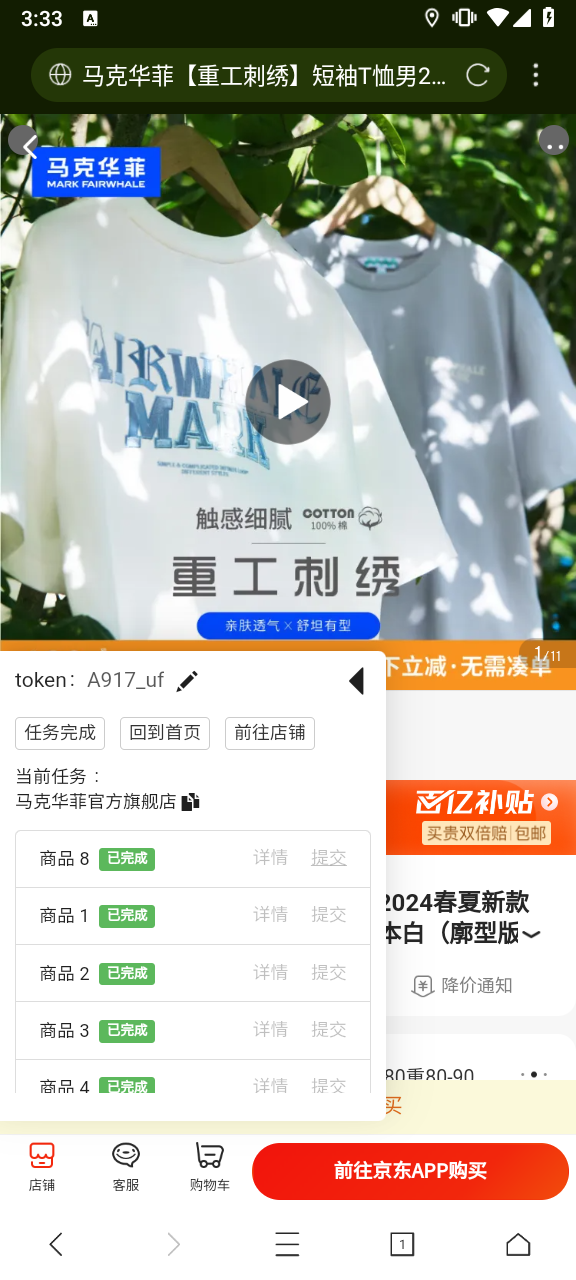 3:33
A
马克华菲【重工刺绣】短袖T恤男2...
马克华菲
MARK FAIRWHALE
FAIRWHALE
MARK
触感细腻 COTTON 100% 棉
重工刺绣
亲肤透气 × 舒坦有型
1/11
下立减·无需凑单
token: A917_uf
任务完成 回到首页 前往店铺
当前任务：
马克华菲官方旗舰店
百亿补贴
买贵双倍赔 包邮
商品 8 已完成 详情 提交
2024春夏新款
商品 1 已完成 详情 提交
本白（廓型版
商品 2 已完成 详情 提交
降价通知
商品 3 已完成 详情 提交
80重80-90
商品 4 已完成 详情 提交
买
店铺 客服 购物车 前往京东APP购买
1